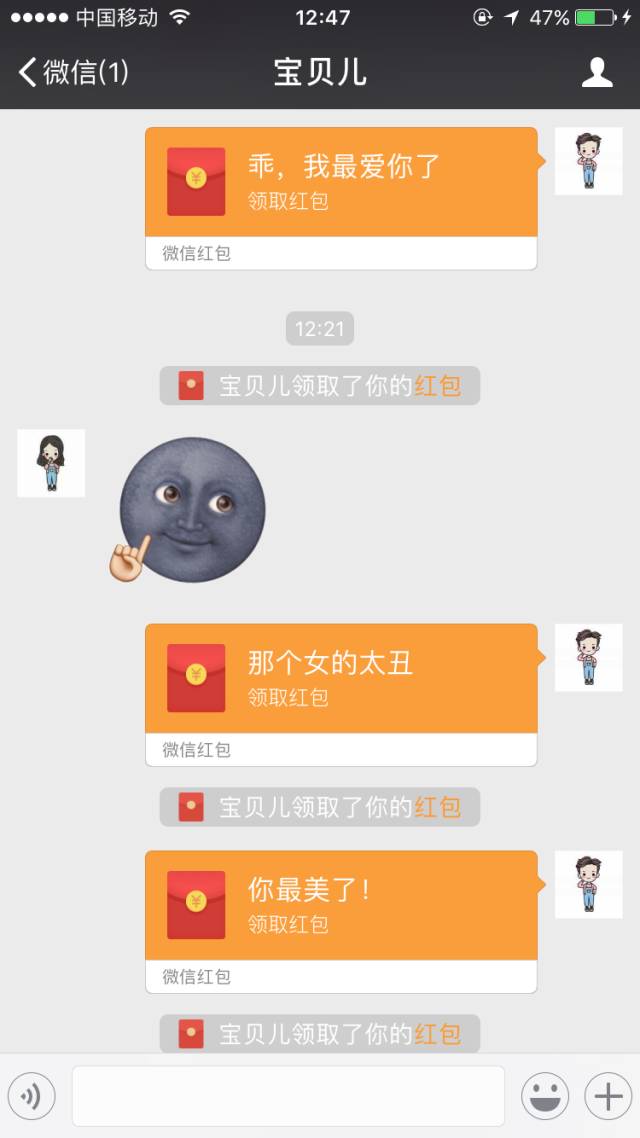 中国移动 12:47 47%
微信(1) 宝贝儿
乖，我最爱你了
领取红包
微信红包
12:21
宝贝儿领取了你的红包
那个女的太丑
领取红包
微信红包
宝贝儿领取了你的红包
你最美了！
领取红包
微信红包
宝贝儿领取了你的红包